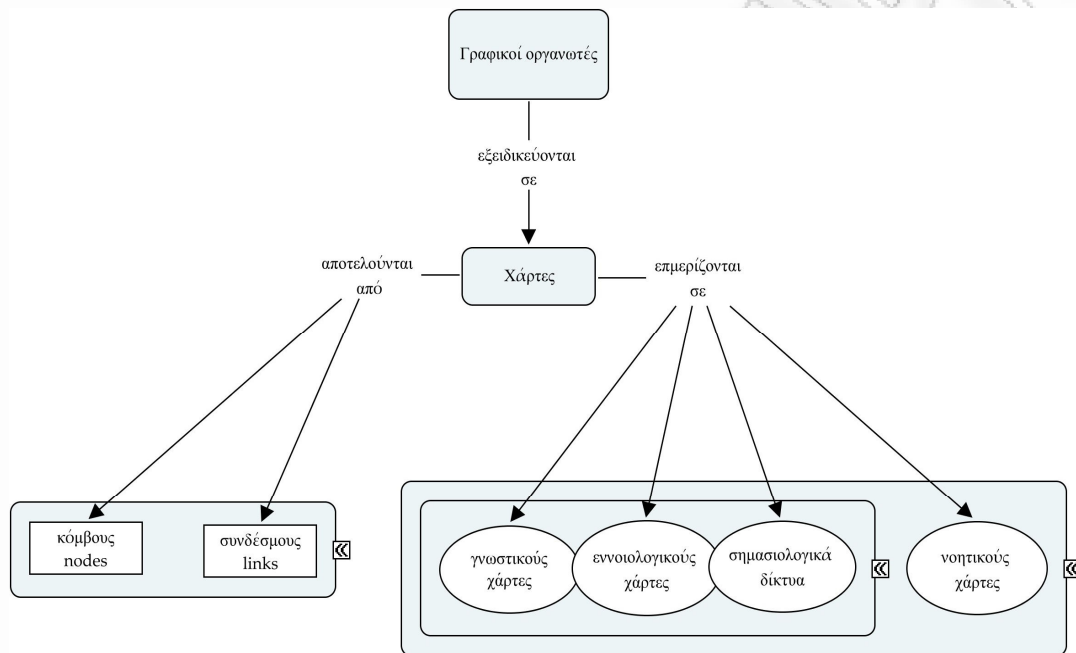 Γραφικοί οργανωτές
εξειδικεύονται
σε
Χάρτες
αποτελούνται
από
επμερίζονται
σε
κόμβους
nodes
συνδέσμους
links
γνωστικούς
χάρτες
εννοιολογικούς
χάρτες
σημασιολογικά
δίκτυα
νοητικούς
χάρτες